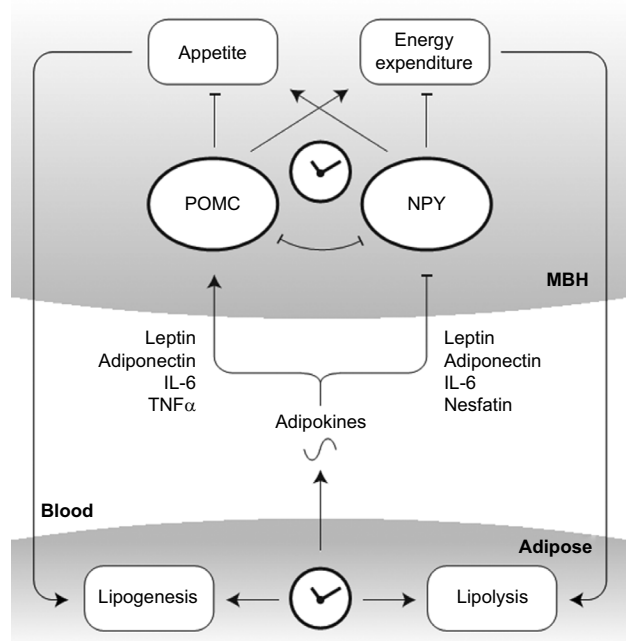 Appetite
Energy
expenditure
POMC
NPY
MBH
Leptin
Adiponectin
IL-6
TNFα
Leptin
Adiponectin
IL-6
Nesfatin
Adipokines
Blood
Adipose
Lipogenesis
Lipolysis